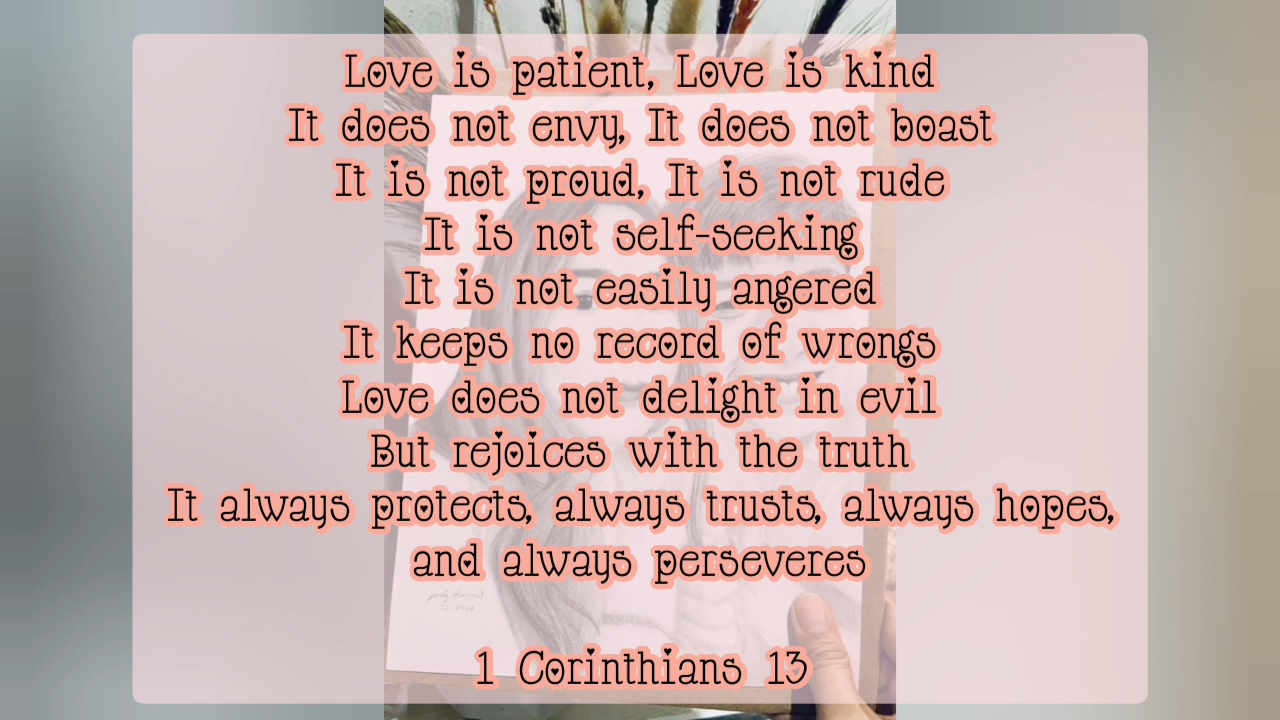 Love is patient, Love is kind
It does not envy, It does not boast
It is not proud, It is not rude
It is not self-seeking
It is not easily angered
It keeps no record of wrongs
Love does not delight in evil
But rejoices with the truth
It always protects, always trusts, always hopes,
and always perseveres
1 Corinthians 13